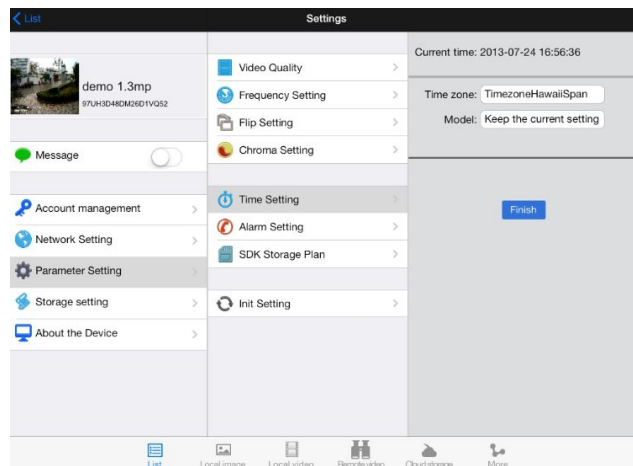 List
Settings
demo 1.3mp
97UH3D48DM26D1VQ52
Message
Account management
Network Setting
Parameter Setting
Storage setting
About the Device
Video Quality
Frequency Setting
Flip Setting
Chroma Setting
Time Setting
Alarm Setting
SDK Storage Plan
Init Setting
Current time: 2013-07-24 16:56:36
Time zone: TimezoneHawaiiSpan
Model: Keep the current setting
Finish
List
Local image
Local video
Remote video
Cloud storage
More